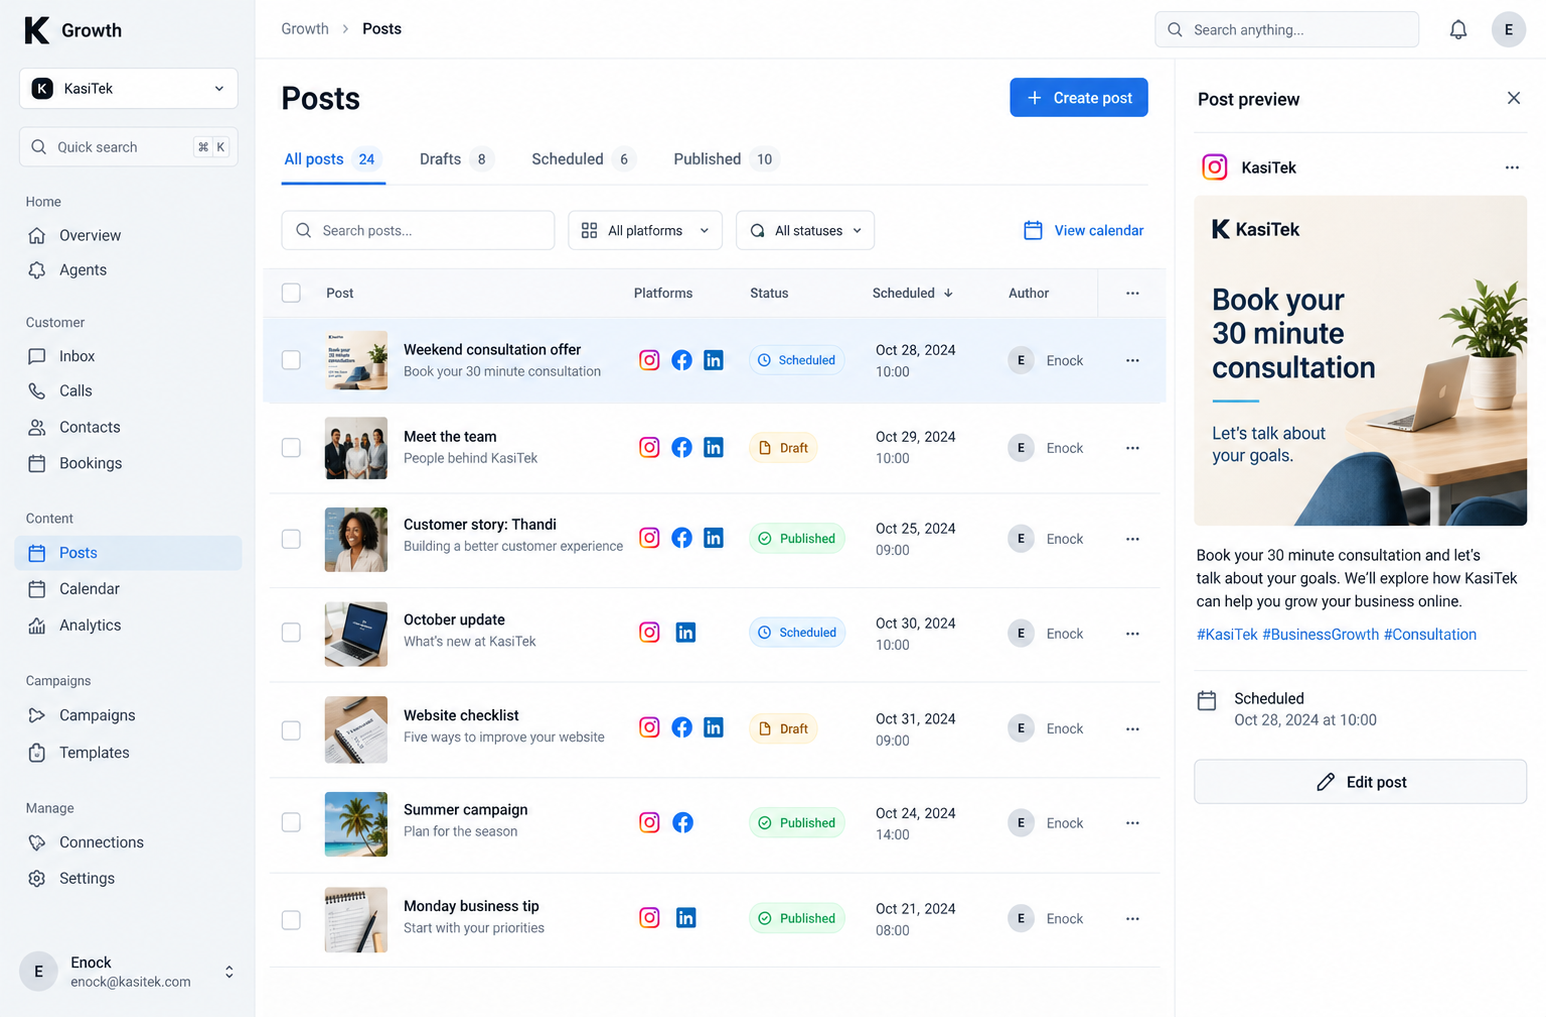 Growth
KasiTek
Quick search ⌘ K
Home
Overview
Agents
Customer
Inbox
Calls
Contacts
Bookings
Content
Posts
Calendar
Analytics
Campaigns
Campaigns
Templates
Manage
Connections
Settings
E
Enock
enock@kasitek.com
Growth > Posts
Search anything...
E
Posts
+ Create post
All posts 24
Drafts 8
Scheduled 6
Published 10
Search posts...
All platforms
All statuses
View calendar
Post Platforms Status Scheduled ↓ Author ...
Weekend consultation offer
Book your 30 minute consultation
Scheduled
Oct 28, 2024
10:00
E Enock
Meet the team
People behind KasiTek
Draft
Oct 29, 2024
10:00
E Enock
Customer story: Thandi
Building a better customer experience
Published
Oct 25, 2024
09:00
E Enock
October update
What's new at KasiTek
Scheduled
Oct 30, 2024
10:00
E Enock
Website checklist
Five ways to improve your website
Draft
Oct 31, 2024
09:00
E Enock
Summer campaign
Plan for the season
Published
Oct 24, 2024
14:00
E Enock
Monday business tip
Start with your priorities
Published
Oct 21, 2024
08:00
E Enock
Post preview
KasiTek
KasiTek
Book your
30 minute
consultation
Let's talk about
your goals.
Book your 30 minute consultation and let's
talk about your goals. We'll explore how KasiTek
can help you grow your business online.
#KasiTek #BusinessGrowth #Consultation
Scheduled
Oct 28, 2024 at 10:00
Edit post